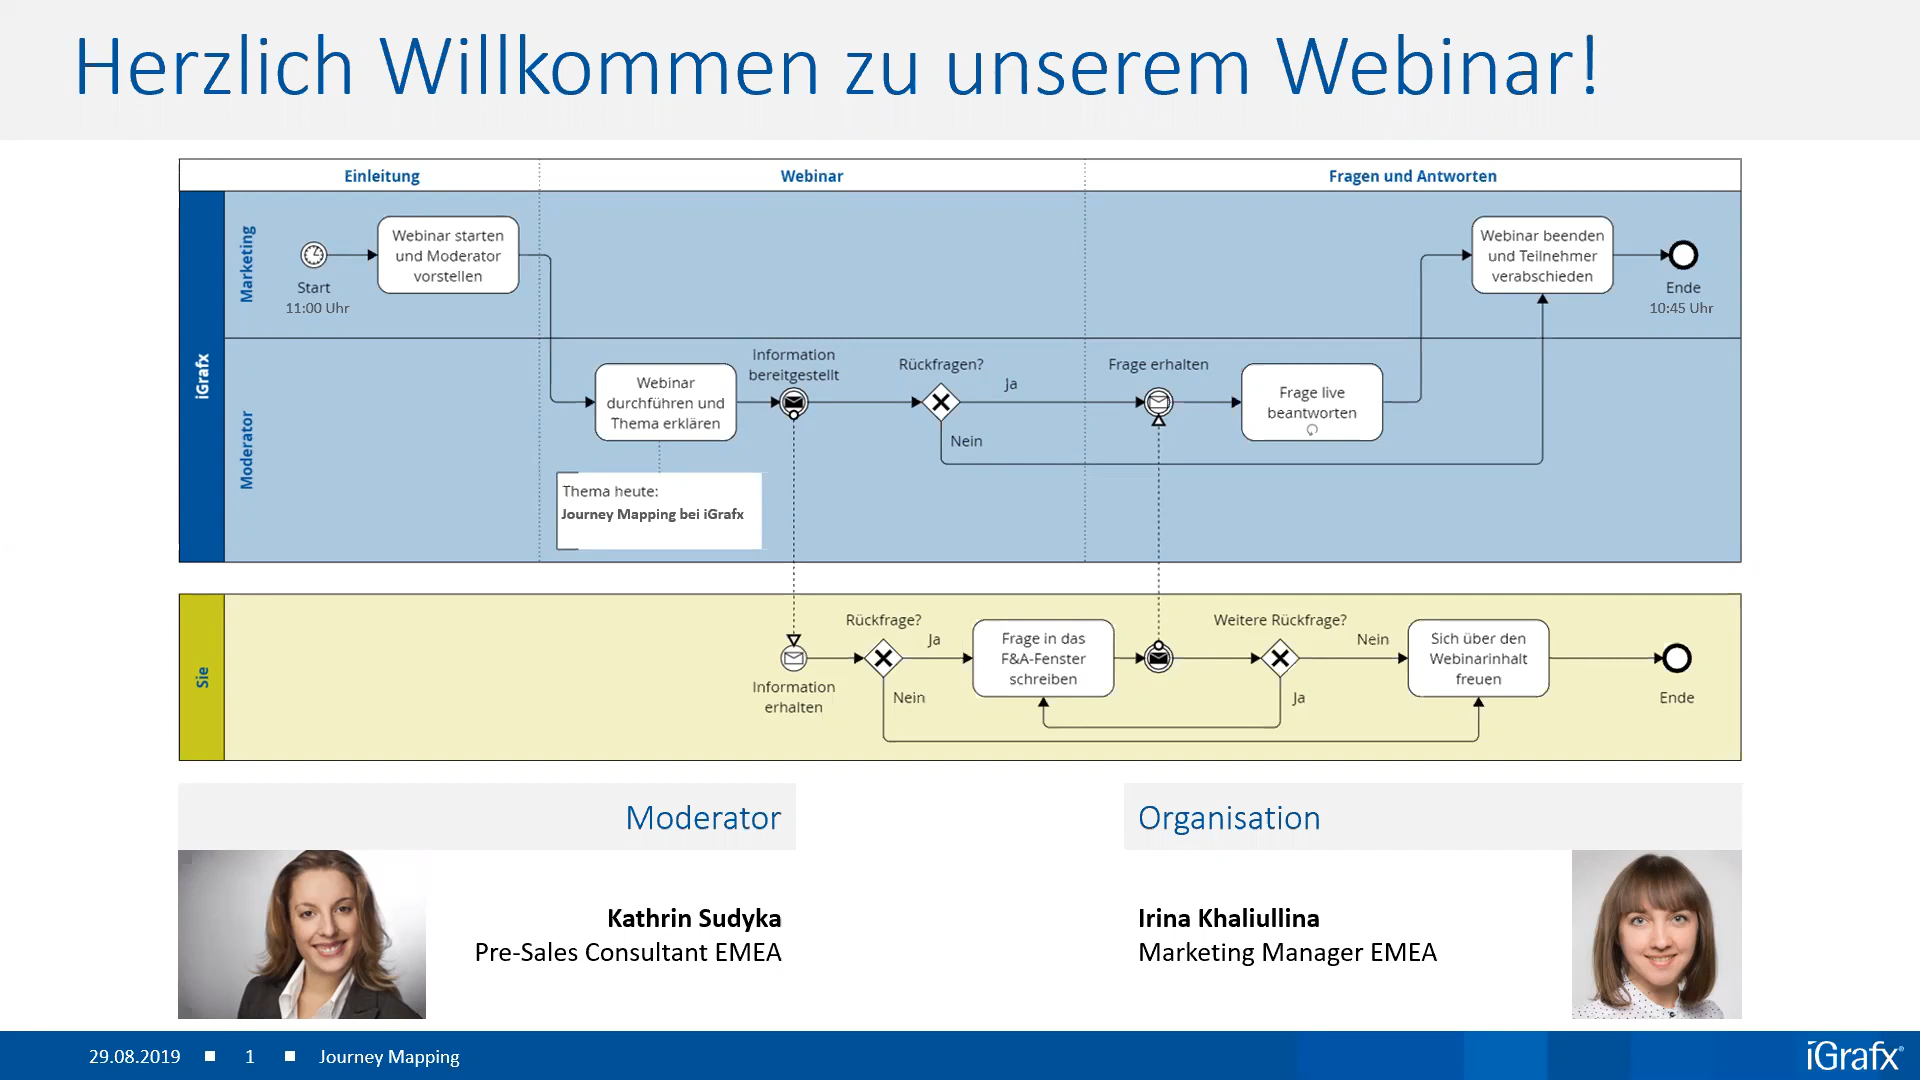 Herzlich Willkommen zu unserem Webinar!
Einleitung
Webinar
Fragen und Antworten
iGrafx
Marketing
Start
11:00 Uhr
Webinar starten
und Moderator
vorstellen
Webinar beenden
und Teilnehmer
verabschieden
Ende
10:45 Uhr
Moderator
Webinar
durchführen und
Thema erklären
Information
bereitgestellt
Rückfragen?
Ja
Nein
Frage erhalten
Frage live
beantworten
Thema heute:
Journey Mapping bei iGrafx
Sie
Information
erhalten
Rückfrage?
Ja
Nein
Frage in das
F&A-Fenster
schreiben
Weitere Rückfrage?
Nein
Ja
Sich über den
Webinarinhalt
freuen
Ende
Moderator
Kathrin Sudyka
Pre-Sales Consultant EMEA
Organisation
Irina Khaliullina
Marketing Manager EMEA
29.08.2019
1
Journey Mapping
iGrafx